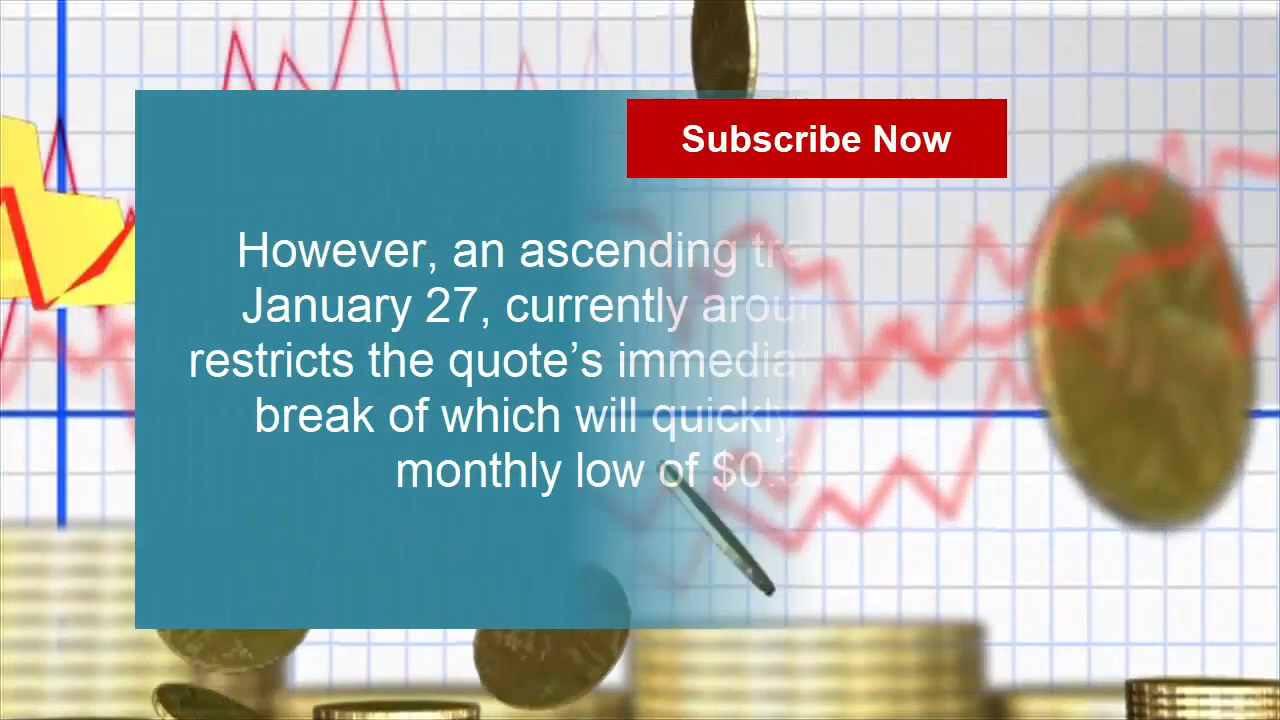 Subscribe Now
However, an ascending
January 27, currently
restricts the quote’s
break of which will quickly
monthly low of